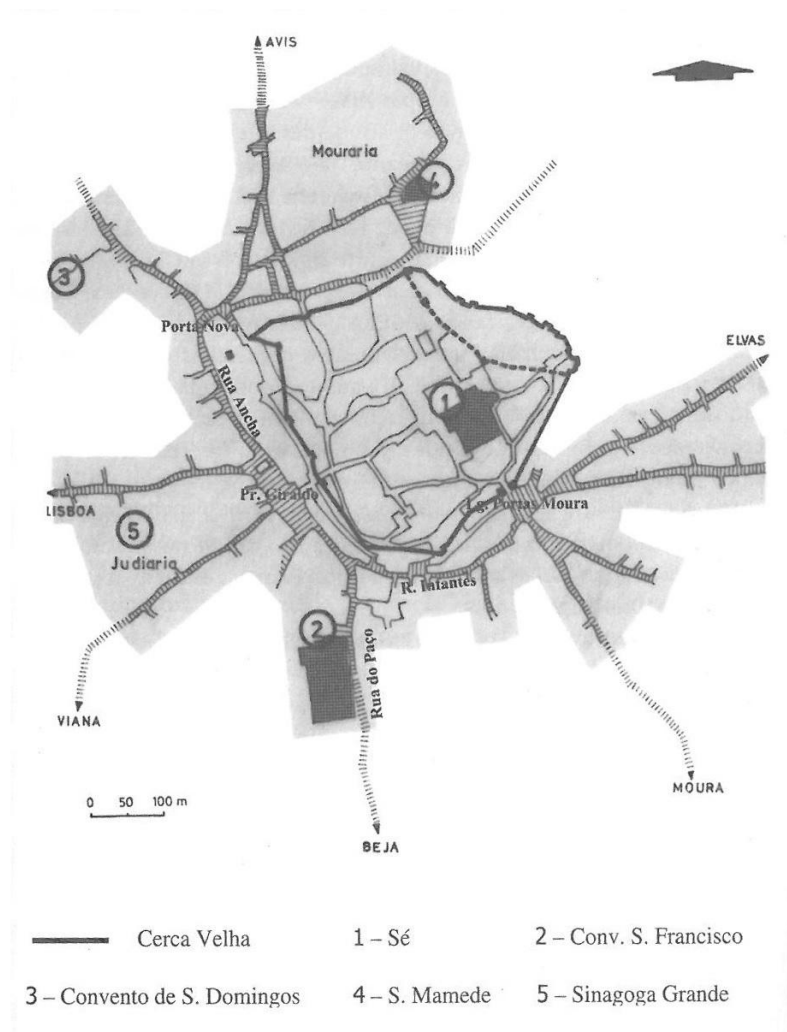 AVIS
Mouraria
4
3
Porta Nova
ELVAS
Rua Ancha
1
Pr. Giraldo
Lg. Portas Moura
LISBOA
5
Judiaria
R. Infantes
2
Rua do Paço
VIANA
MOURA
0 50 100 m
BEJA
Cerca Velha 1 – Sé 2 – Conv. S. Francisco
3 – Convento de S. Domingos 4 – S. Mamede 5 – Sinagoga Grande